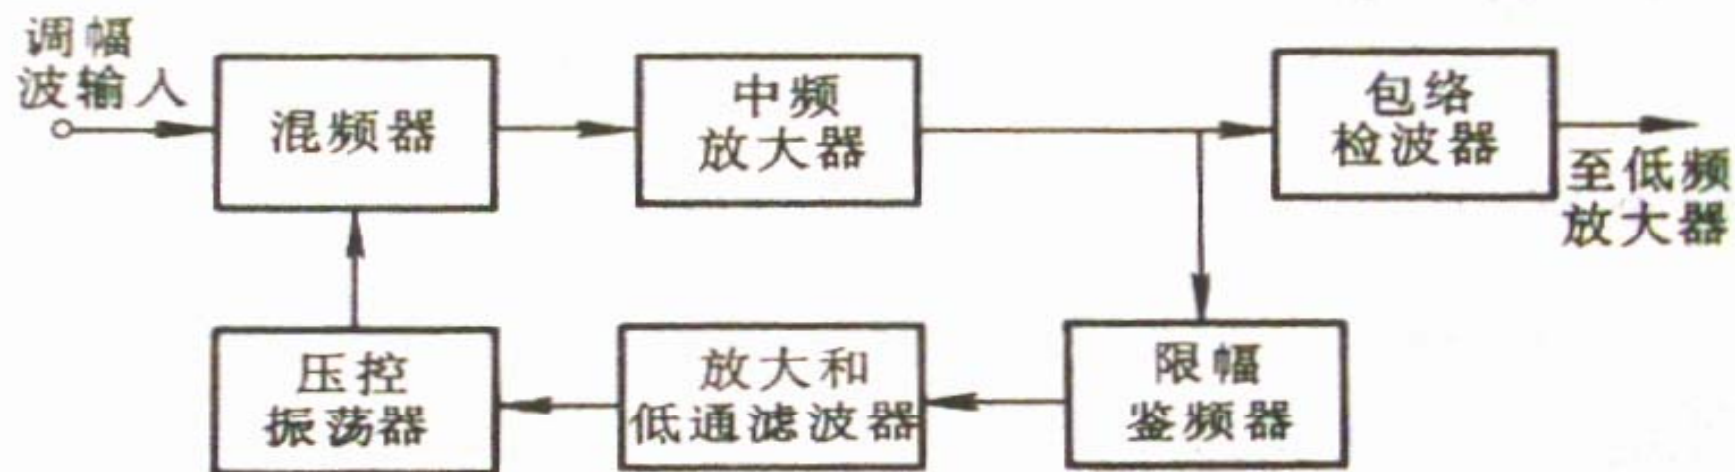 调幅
波输入
混频器
中频
放大器
包络
检波器
至低频
放大器
压控
振荡器
放大和
低通滤波器
限幅
鉴频器